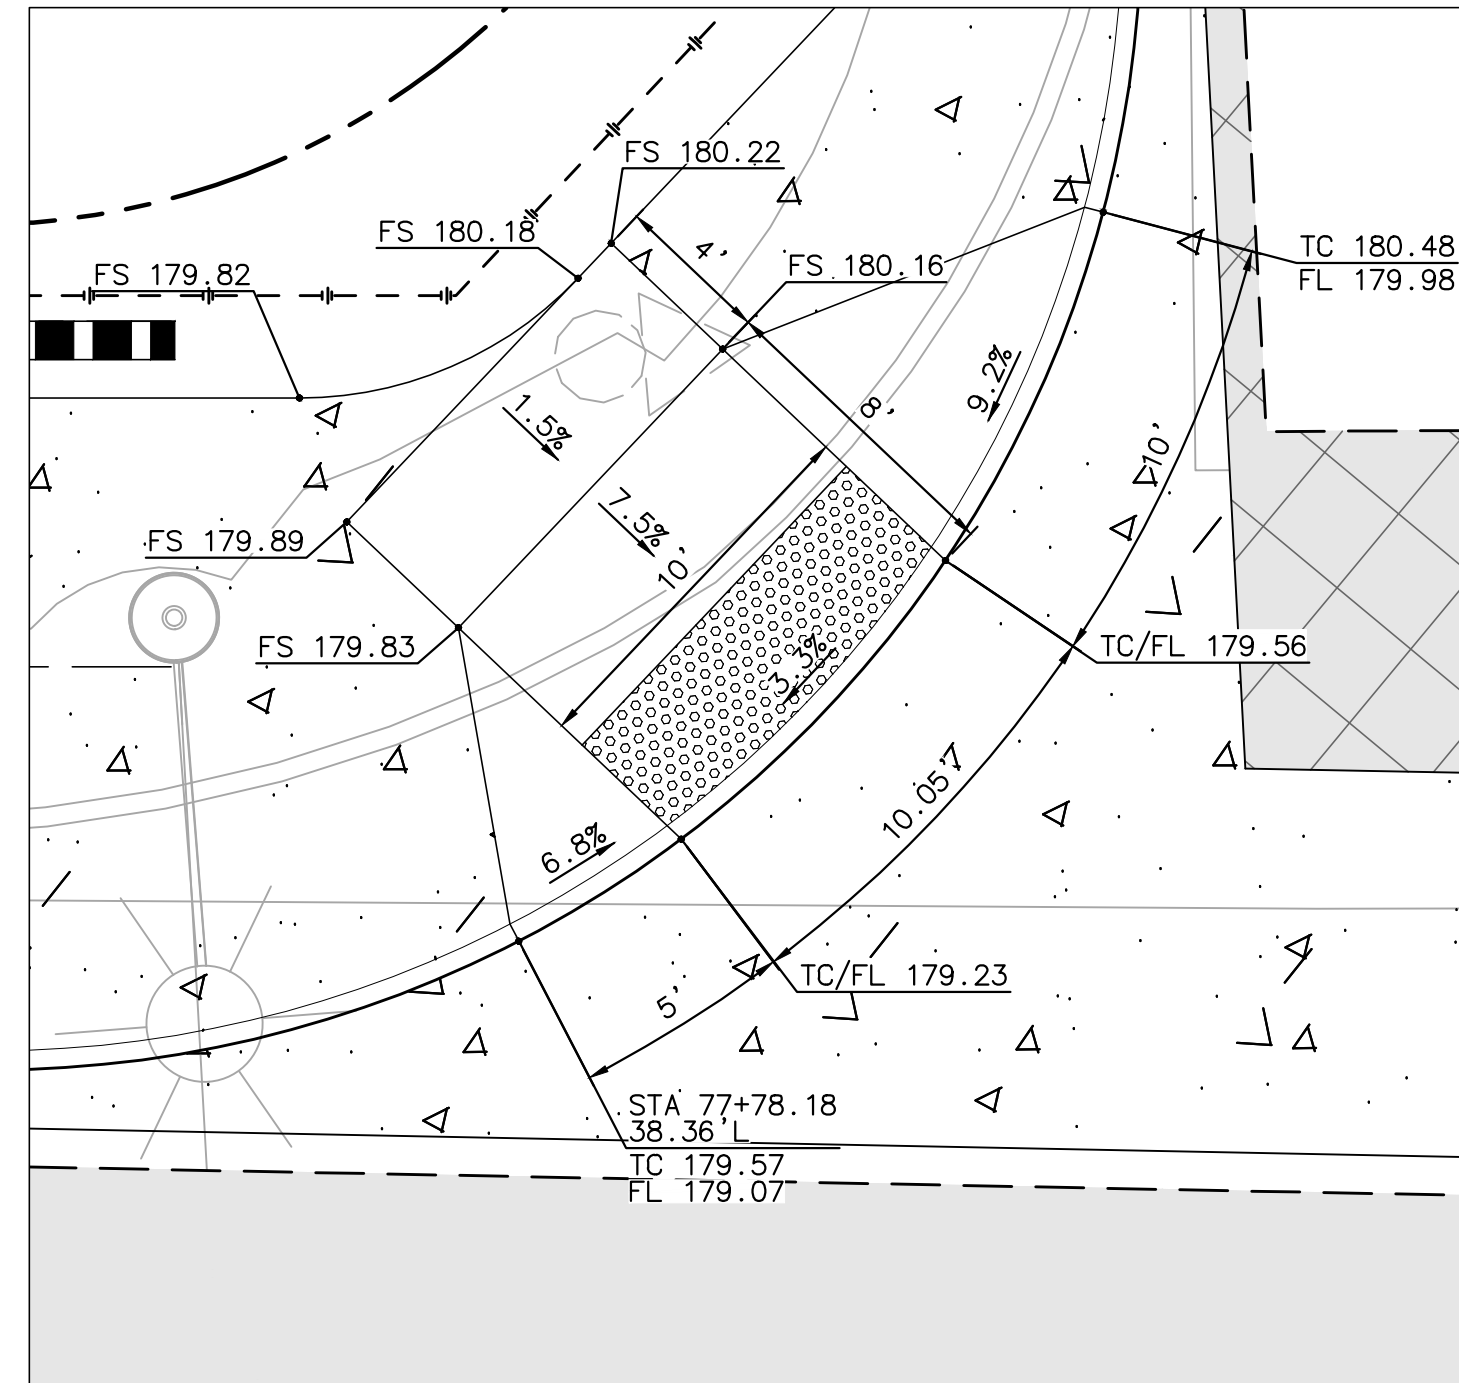 FS 180.22
FS 180.18
4'
TC 180.48
FL 179.98
FS 180.16
FS 179.82
9.2%
8'
1.5%
10'
7.5%
10'
FS 179.89
FS 179.83
TC/FL 179.56
3.3%
10.05'
6.8%
TC/FL 179.23
5'
STA 77+78.18
38.36'L
TC 179.57
FL 179.07